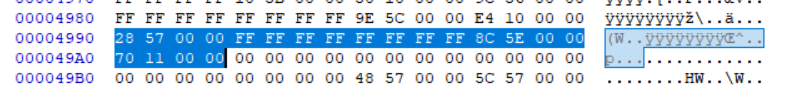 00004980 FF FF FF FF FF FF FF FF 9E 5C 00 00 E4 10 00 00 ÿÿÿÿÿÿÿÿž\..ä...
00004990 28 57 00 00 FF FF FF FF FF FF FF FF 8C 5E 00 00 (W..ÿÿÿÿÿÿÿÿŒ^..
000049A0 70 11 00 00 00 00 00 00 00 00 00 00 00 00 00 00 p...............
000049B0 00 00 00 00 00 00 00 00 48 57 00 00 5C 57 00 00 ........HW..\W..